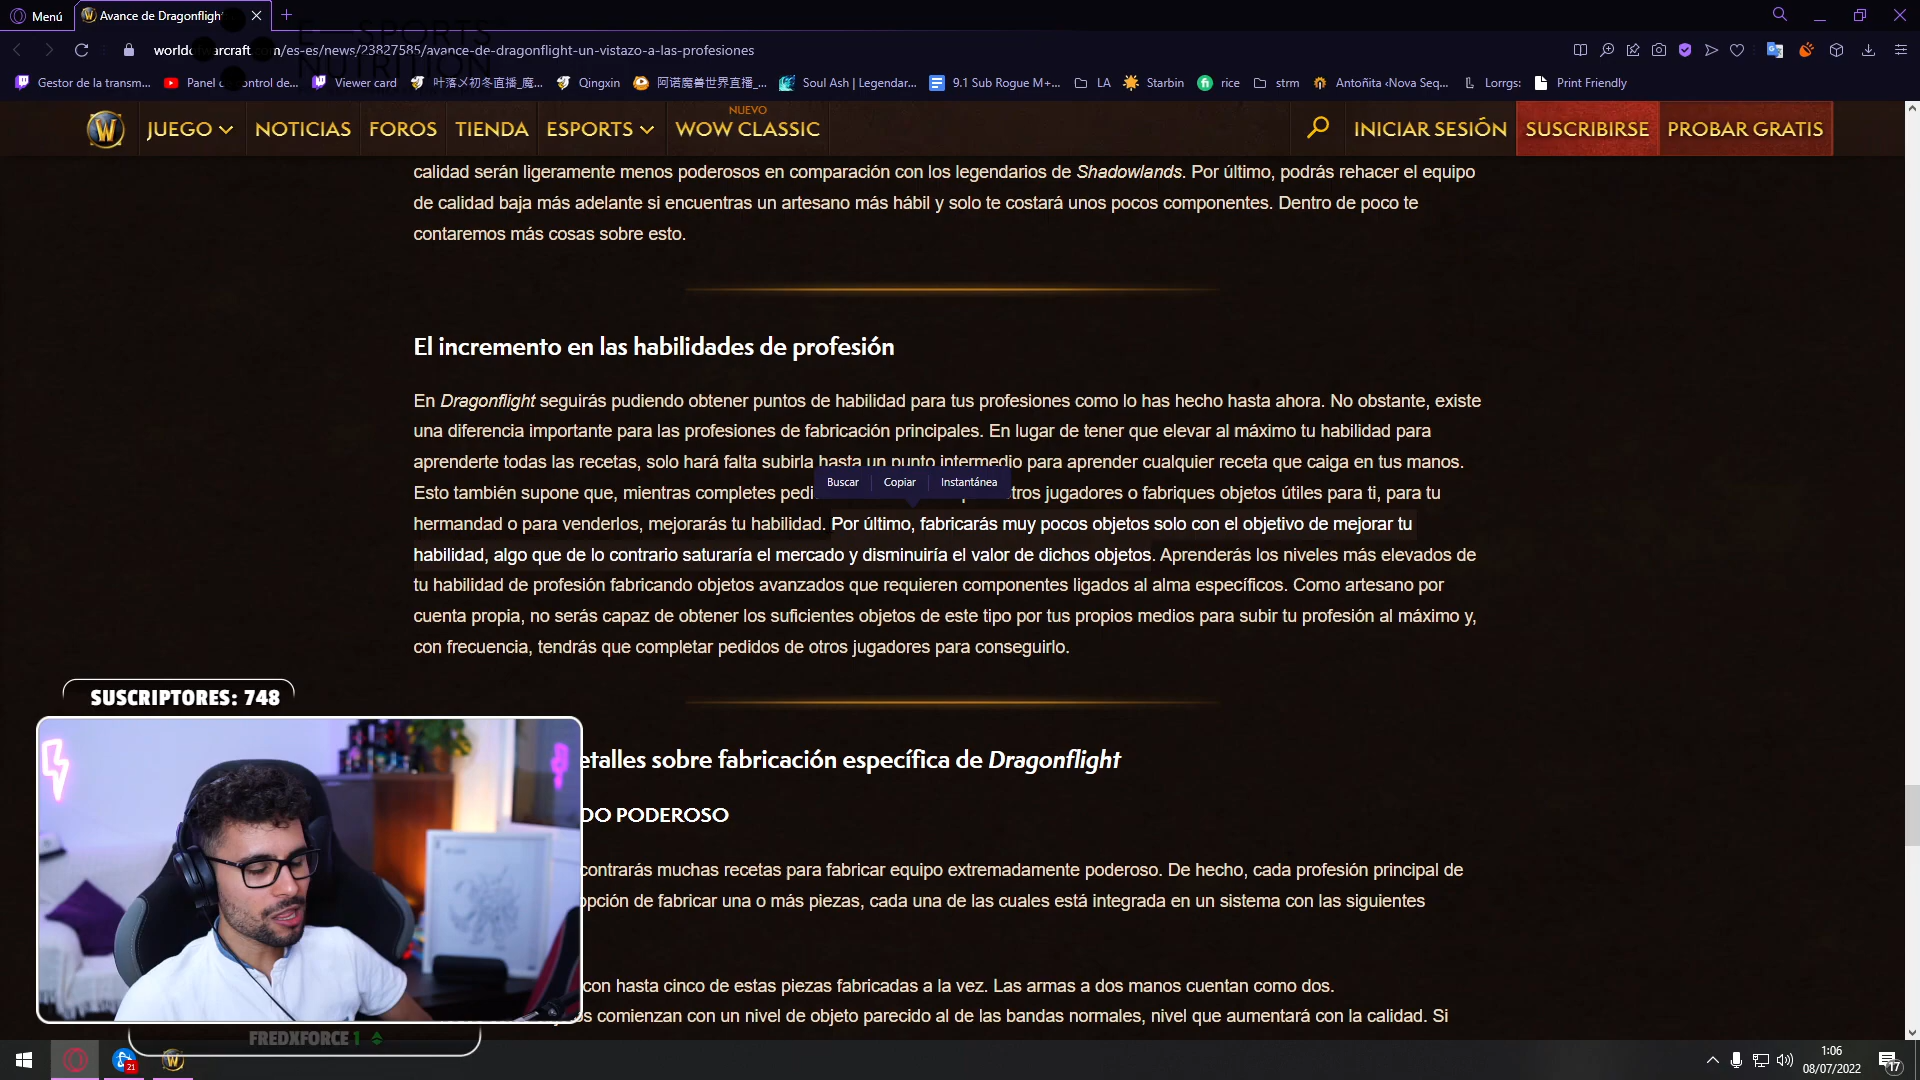 Menú
Avance de Dragonflight
E-SPORTS
NUTRITION
worldofwarcraft.com/es-es/news/23827585/avance-de-dragonflight-un-vistazo-a-las-profesiones
Gestor de la transm...
Panel de control de...
Viewer card
叶落乄初冬直播_魔...
Qingxin
阿诺魔兽世界直播_...
Soul Ash | Legendar...
9.1 Sub Rogue M+...
LA
Starbin
rice
strm
Antoñita ‹Nova Seq...
Lorrgs:
Print Friendly
JUEGO
NOTICIAS
FOROS
TIENDA
ESPORTS
NUEVO
WOW CLASSIC
INICIAR SESIÓN
SUSCRIBIRSE
PROBAR GRATIS
calidad serán ligeramente menos poderosos en comparación con los legendarios de Shadowlands. Por último, podrás rehacer el equipo
de calidad baja más adelante si encuentras un artesano más hábil y solo te costará unos pocos componentes. Dentro de poco te
contaremos más cosas sobre esto.
El incremento en las habilidades de profesión
En Dragonflight seguirás pudiendo obtener puntos de habilidad para tus profesiones como lo has hecho hasta ahora. No obstante, existe
una diferencia importante para las profesiones de fabricación principales. En lugar de tener que elevar al máximo tu habilidad para
aprenderte todas las recetas, solo hará falta subirla hasta un punto intermedio para aprender cualquier receta que caiga en tus manos.
Buscar
Copiar
Instantánea
Esto también supone que, mientras completes pedi tros jugadores o fabriques objetos útiles para ti, para tu
hermandad o para venderlos, mejorarás tu habilidad. Por último, fabricarás muy pocos objetos solo con el objetivo de mejorar tu
habilidad, algo que de lo contrario saturaría el mercado y disminuiría el valor de dichos objetos. Aprenderás los niveles más elevados de
tu habilidad de profesión fabricando objetos avanzados que requieren componentes ligados al alma específicos. Como artesano por
cuenta propia, no serás capaz de obtener los suficientes objetos de este tipo por tus propios medios para subir tu profesión al máximo y,
con frecuencia, tendrás que completar pedidos de otros jugadores para conseguirlo.
SUSCRIPTORES: 748
etalles sobre fabricación específica de Dragonflight
DO PODEROSO
contrarás muchas recetas para fabricar equipo extremadamente poderoso. De hecho, cada profesión principal de
opción de fabricar una o más piezas, cada una de las cuales está integrada en un sistema con las siguientes
con hasta cinco de estas piezas fabricadas a la vez. Las armas a dos manos cuentan como dos.
os comienzan con un nivel de objeto parecido al de las bandas normales, nivel que aumentará con la calidad. Si
FREDXFORCE 1
21
1:06
08/07/2022
17